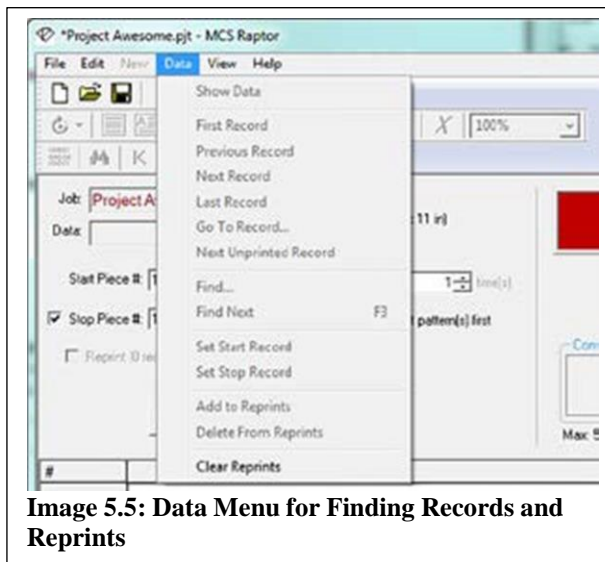 *Project Awesome.pjt - MCS Raptor
File Edit New Data View Help
Show Data
First Record
Previous Record
Next Record
Last Record
Go To Record...
Next Unprinted Record
Find...
Find Next F3
Set Start Record
Set Stop Record
Add to Reprints
Delete From Reprints
Clear Reprints
X 100%
K
Job: Project A
Data:
11 in)
Start Piece #: 1
1 time(s)
Stop Piece #: 1
pattern(s) first
Reprint 0
Max:
#
Image 5.5: Data Menu for Finding Records and
Reprints